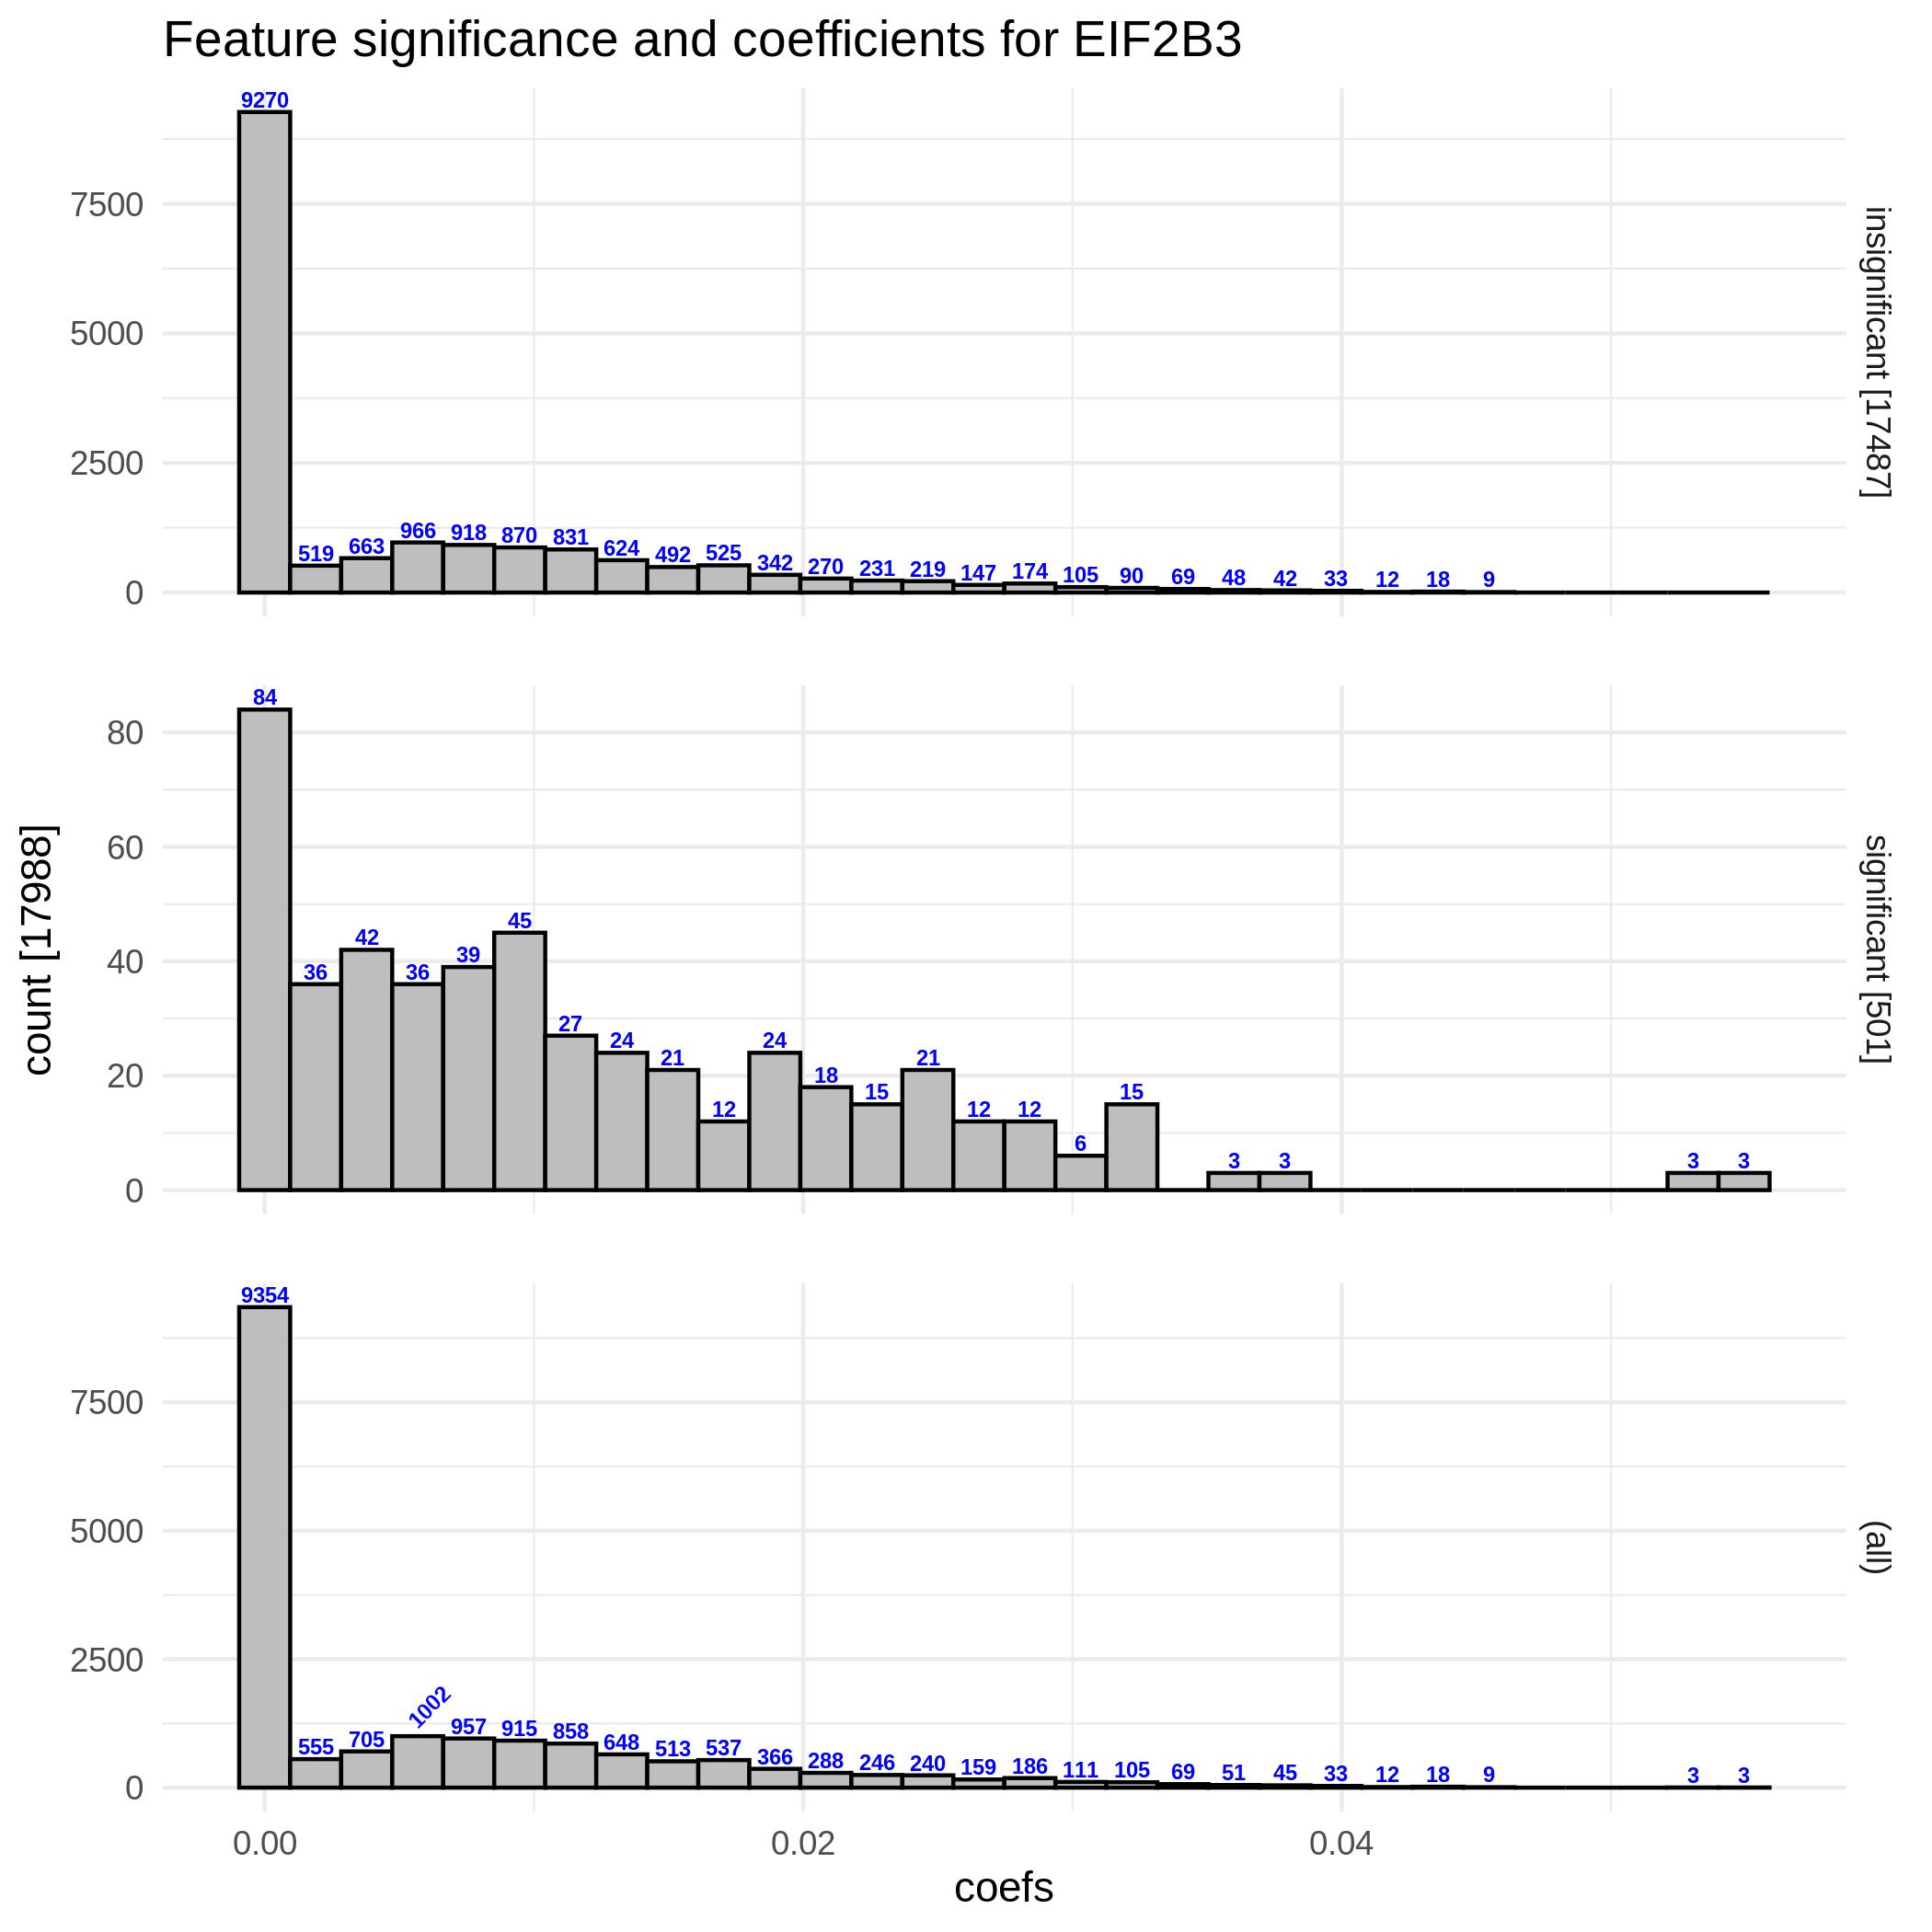 Feature significance and coefficients for EIF2B3
9270
7500
5000
2500
0
519 663 966 918 870 831 624 492 525 342 270 231 219 147 174 105 90 69 48 42 33 12 18 9
insignificant [17487]
84
80
60
40
20
0
36 42 36 39 45 27 24 21 12 24 18 15 21 12 12 6 15 3 3 3 3
significant [501]
count [17988]
9354
7500
5000
2500
0
555 705 1002 957 915 858 648 513 537 366 288 246 240 159 186 111 105 69 51 45 33 12 18 9 3 3
(all)
0.00 0.02 0.04
coefs